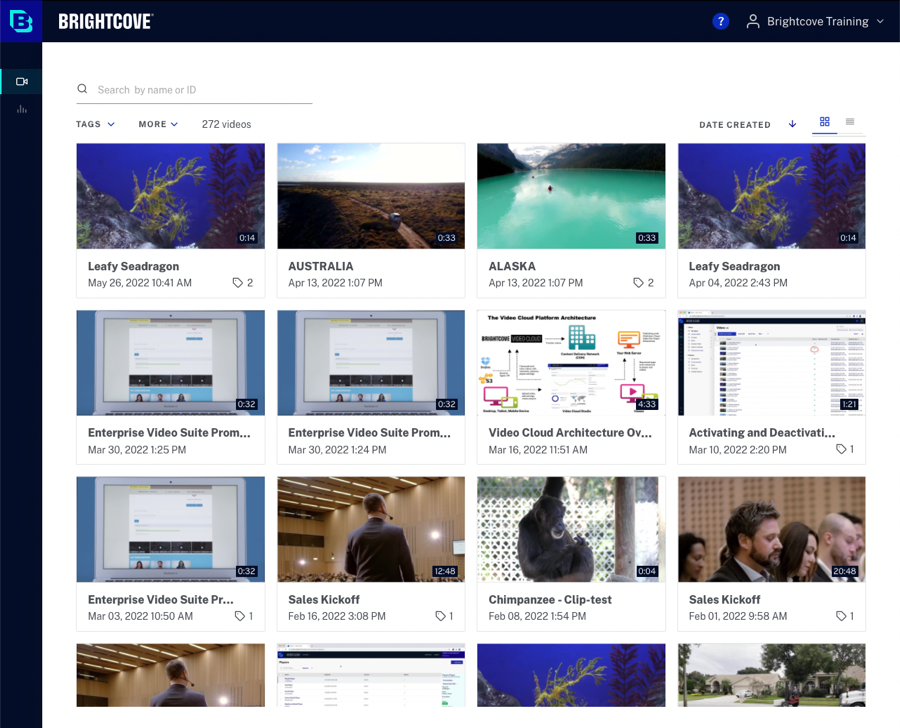 BRIGHTCOVE
? Brightcove Training
Search by name or ID
TAGS MORE 272 videos DATE CREATED
0:14 0:33 0:33 0:14
Leafy Seadragon AUSTRALIA ALASKA Leafy Seadragon
May 26, 2022 10:41 AM 2 Apr 13, 2022 1:07 PM Apr 13, 2022 1:07 PM 2 Apr 04, 2022 2:43 PM
The Video Cloud Platform Architecture
BRIGHTCOVE VIDEO CLOUD
Content Delivery Network
(CDN)
Your Web Server
Desktop, Tablet, Mobile Device Video Cloud Studio Viewer
0:32 0:32 4:33 1:21
Enterprise Video Suite Prom... Enterprise Video Suite Prom... Video Cloud Architecture Ov... Activating and Deactivati...
Mar 30, 2022 1:25 PM Mar 30, 2022 1:24 PM Mar 16, 2022 11:51 AM Mar 10, 2022 2:20 PM 1
0:32 12:48 0:04 20:48
Enterprise Video Suite Pr... Sales Kickoff Chimpanzee - Clip-test Sales Kickoff
Mar 03, 2022 10:50 AM 1 Feb 16, 2022 3:08 PM 1 Feb 08, 2022 1:54 PM Feb 01, 2022 9:58 AM 1
Players